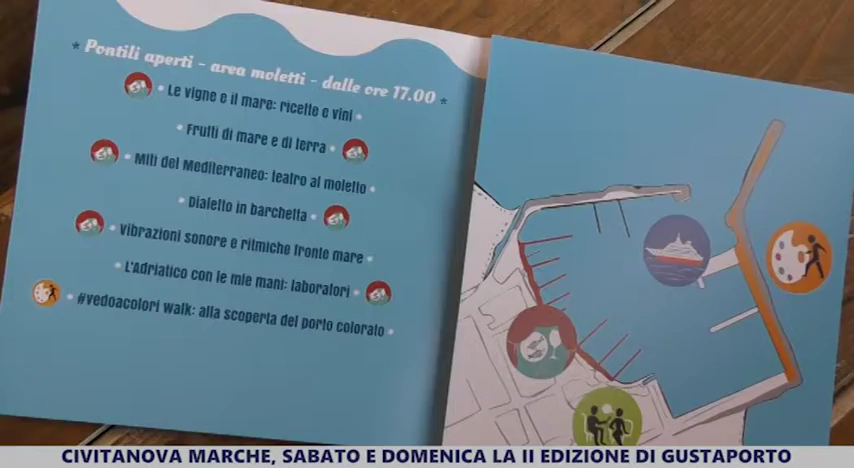 * Pontili aperti - area moletti - dalle ore 17.00 *
• Le vigne e il mare: ricette e vini •
• Frutti di mare e di terra •
• Miti del Mediterraneo: teatro al moletto •
• Dialetto in barchetta •
• Vibrazioni sonore e ritmiche fronte mare •
• L'Adriatico con le mie mani: laboratori •
• #vedoacolori walk: alla scoperta del porto colorato •
CIVITANOVA MARCHE, SABATO E DOMENICA LA II EDIZIONE DI GUSTAPORTO